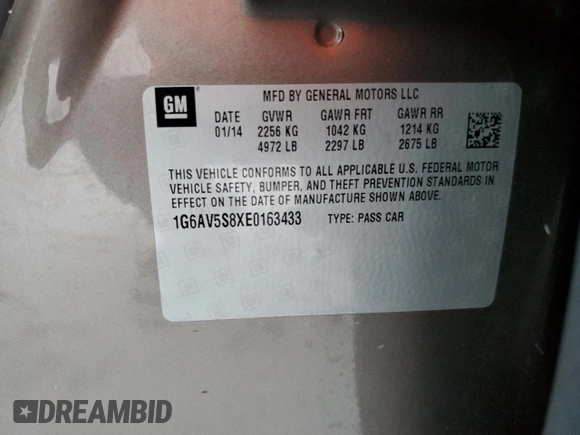 GM
MFD BY GENERAL MOTORS LLC
DATE GVWR GAWR FRT GAWR RR
01/14 2256 KG 1042 KG 1214 KG
4972 LB 2297 LB 2675 LB
THIS VEHICLE CONFORMS TO ALL APPLICABLE U.S. FEDERAL MOTOR
VEHICLE SAFETY, BUMPER, AND THEFT PREVENTION STANDARDS IN
EFFECT ON THE DATE OF MANUFACTURE SHOWN ABOVE.
1G6AV5S8XE0163433 TYPE: PASS CAR
DREAMBID